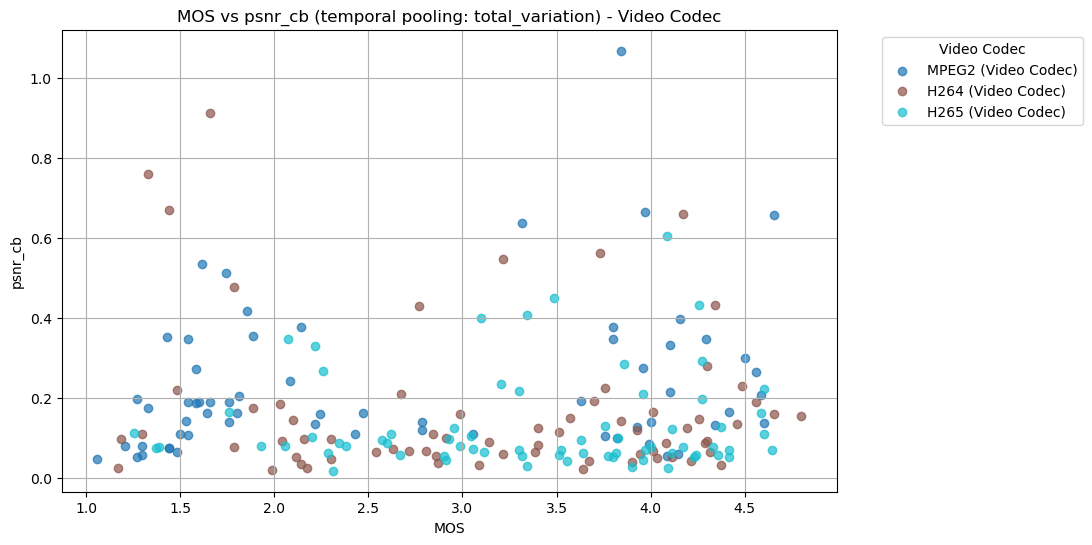 MOS vs psnr_cb (temporal pooling: total_variation) - Video Codec
Video Codec
MPEG2 (Video Codec)
H264 (Video Codec)
H265 (Video Codec)
psnr_cb
1.0
0.8
0.6
0.4
0.2
0.0
1.0 1.5 2.0 2.5 3.0 3.5 4.0 4.5
MOS